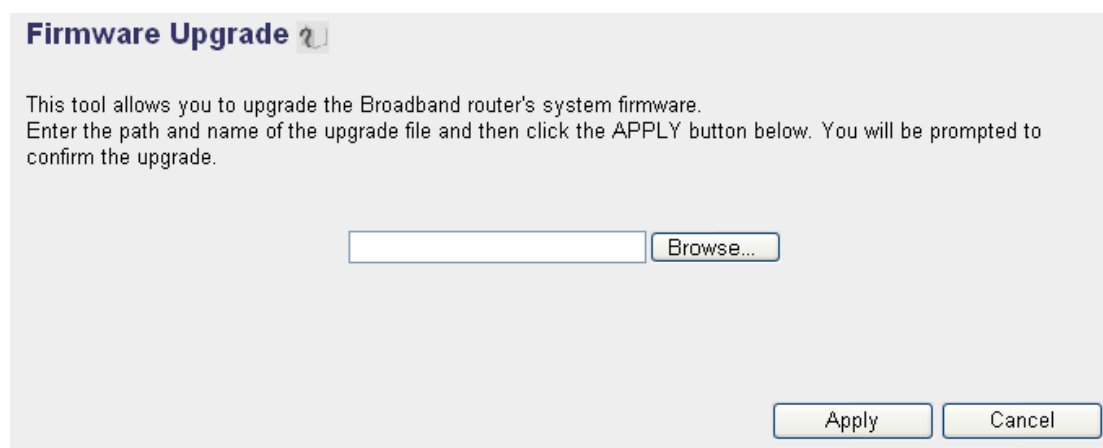 Firmware Upgrade
This tool allows you to upgrade the Broadband router's system firmware.
Enter the path and name of the upgrade file and then click the APPLY button below. You will be prompted to
confirm the upgrade.
Browse...
Apply
Cancel